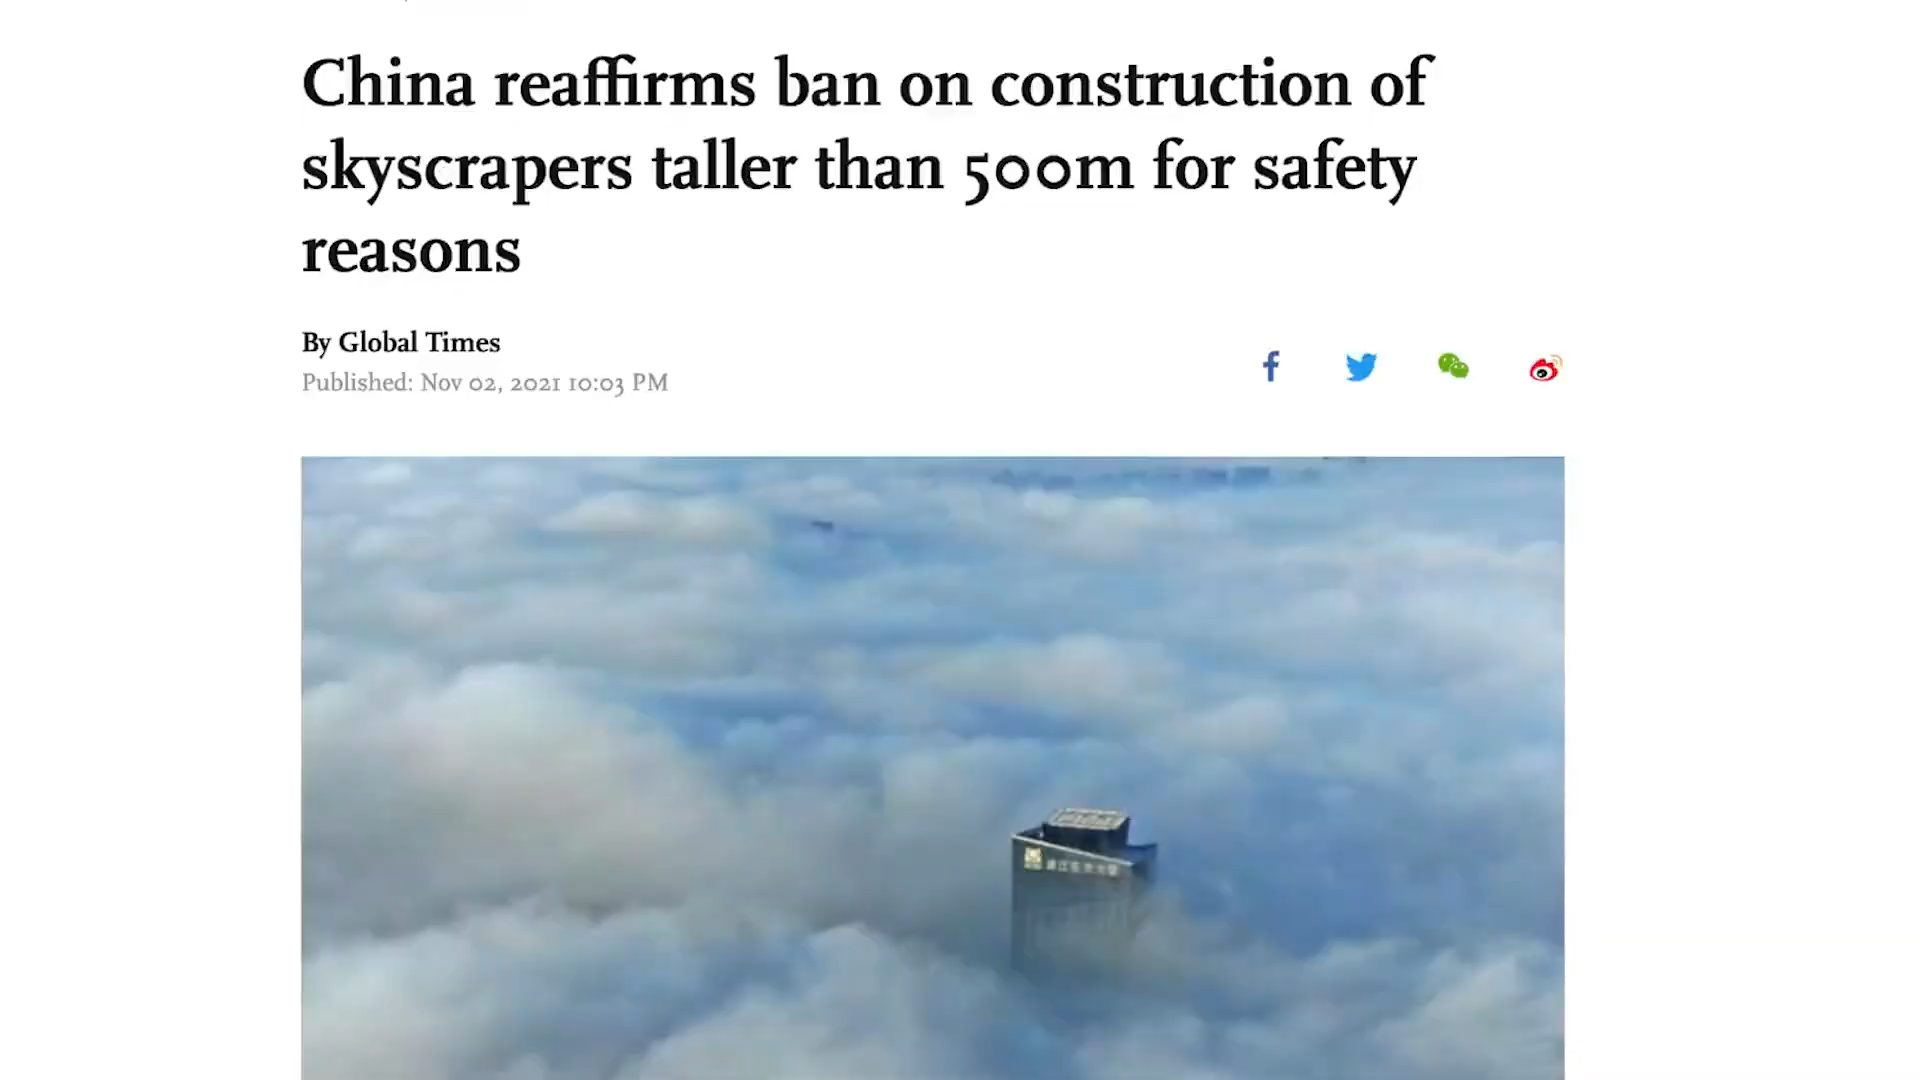 China reaffirms ban on construction of
skyscrapers taller than 500m for safety
reasons
By Global Times
Published: Nov 02, 2021 10:03 PM